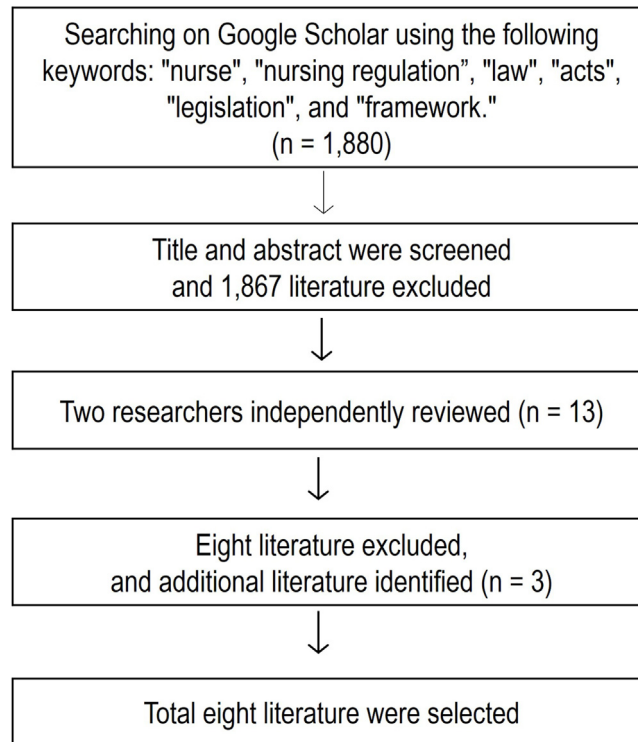 Searching on Google Scholar using the following
keywords: "nurse", "nursing regulation”, "law", "acts",
"legislation", and "framework."
(n = 1,880)
Title and abstract were screened
and 1,867 literature excluded
Two researchers independently reviewed (n = 13)
Eight literature excluded,
and additional literature identified (n = 3)
Total eight literature were selected